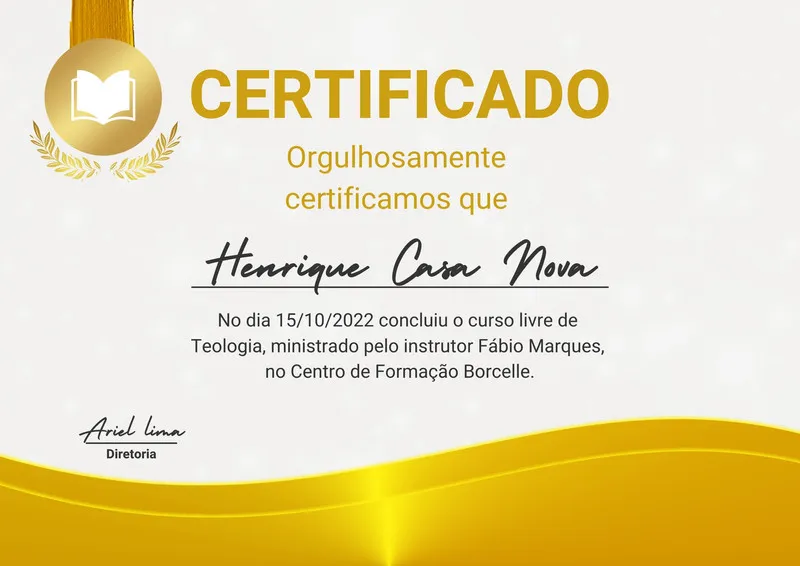 CERTIFICADO
Orgulhosamente
certificamos que
Henrique Casa Nova
No dia 15/10/2022 concluiu o curso livre de
Teologia, ministrado pelo instrutor Fábio Marques,
no Centro de Formação Borcelle.
Ariel lima
Diretoria